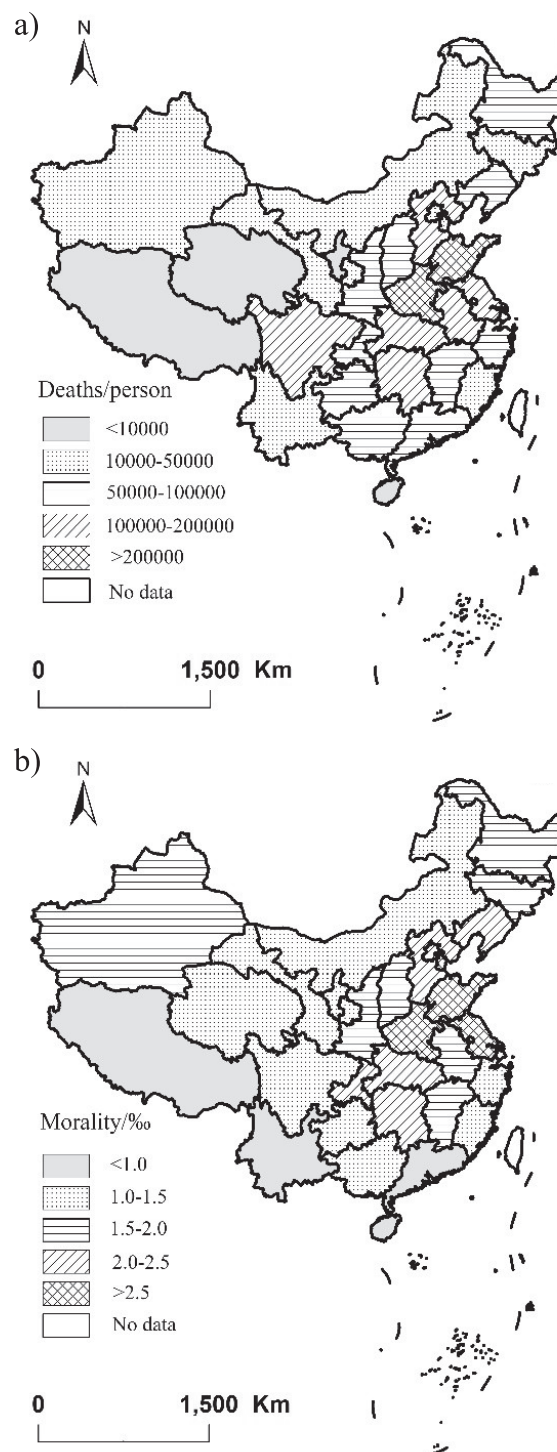 a)
N
Deaths/person
<10000
10000-50000
50000-100000
100000-200000
>200000
No data
0 1,500 Km
b)
N
Morality/‰
<1.0
1.0-1.5
1.5-2.0
2.0-2.5
>2.5
No data
0 1,500 Km